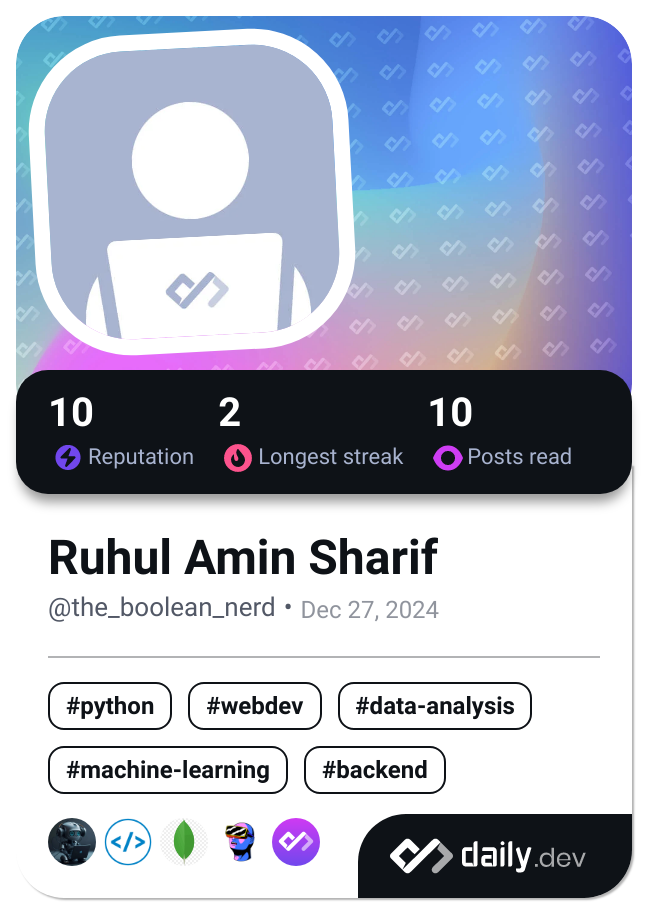 10 2 10
Reputation Longest streak Posts read
Ruhul Amin Sharif
@the_boolean_nerd • Dec 27, 2024
#python #webdev #data-analysis
#machine-learning #backend
</> daily.dev